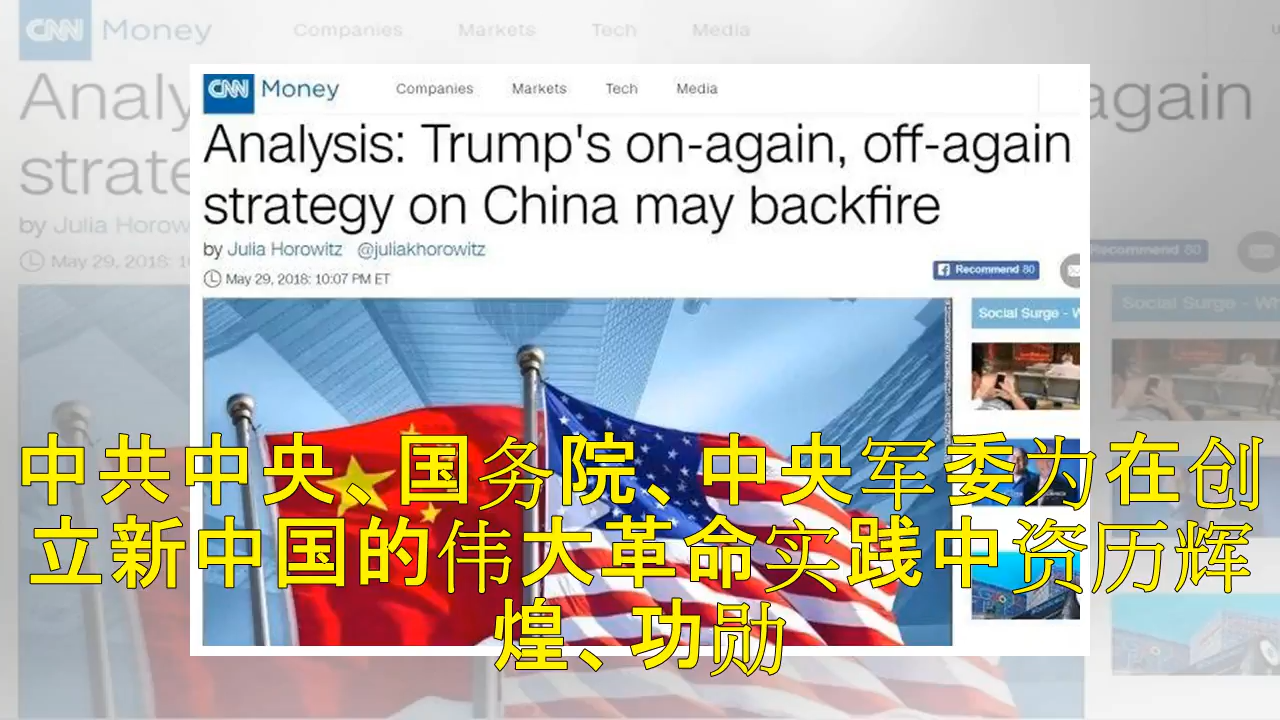 CNN Money Companies Markets Tech Media
Analysis: Trump's on-again, off-again
strategy on China may backfire
by Julia Horowitz @juliakhorowitz
May 29, 2018: 10:07 PM ET
Recommend 80
Social Surge - W
中共中央、国务院、中央军委为在创
立新中国的伟大革命实践中资历辉
煌、功勋